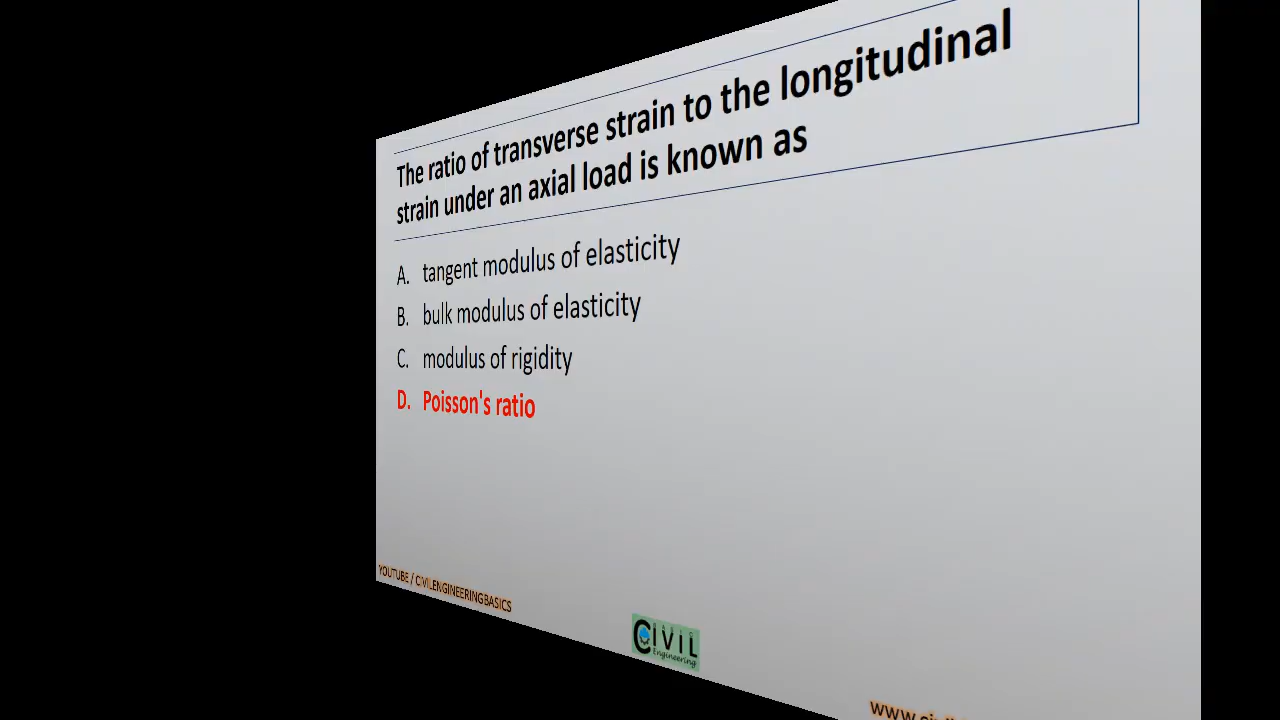 The ratio of transverse strain to the longitudinal
strain under an axial load is known as
A. tangent modulus of elasticity
B. bulk modulus of elasticity
C. modulus of rigidity
D. Poisson's ratio
YOUTUBE / CIVILENGINEERINGBASICS
CIVIL
Engineering